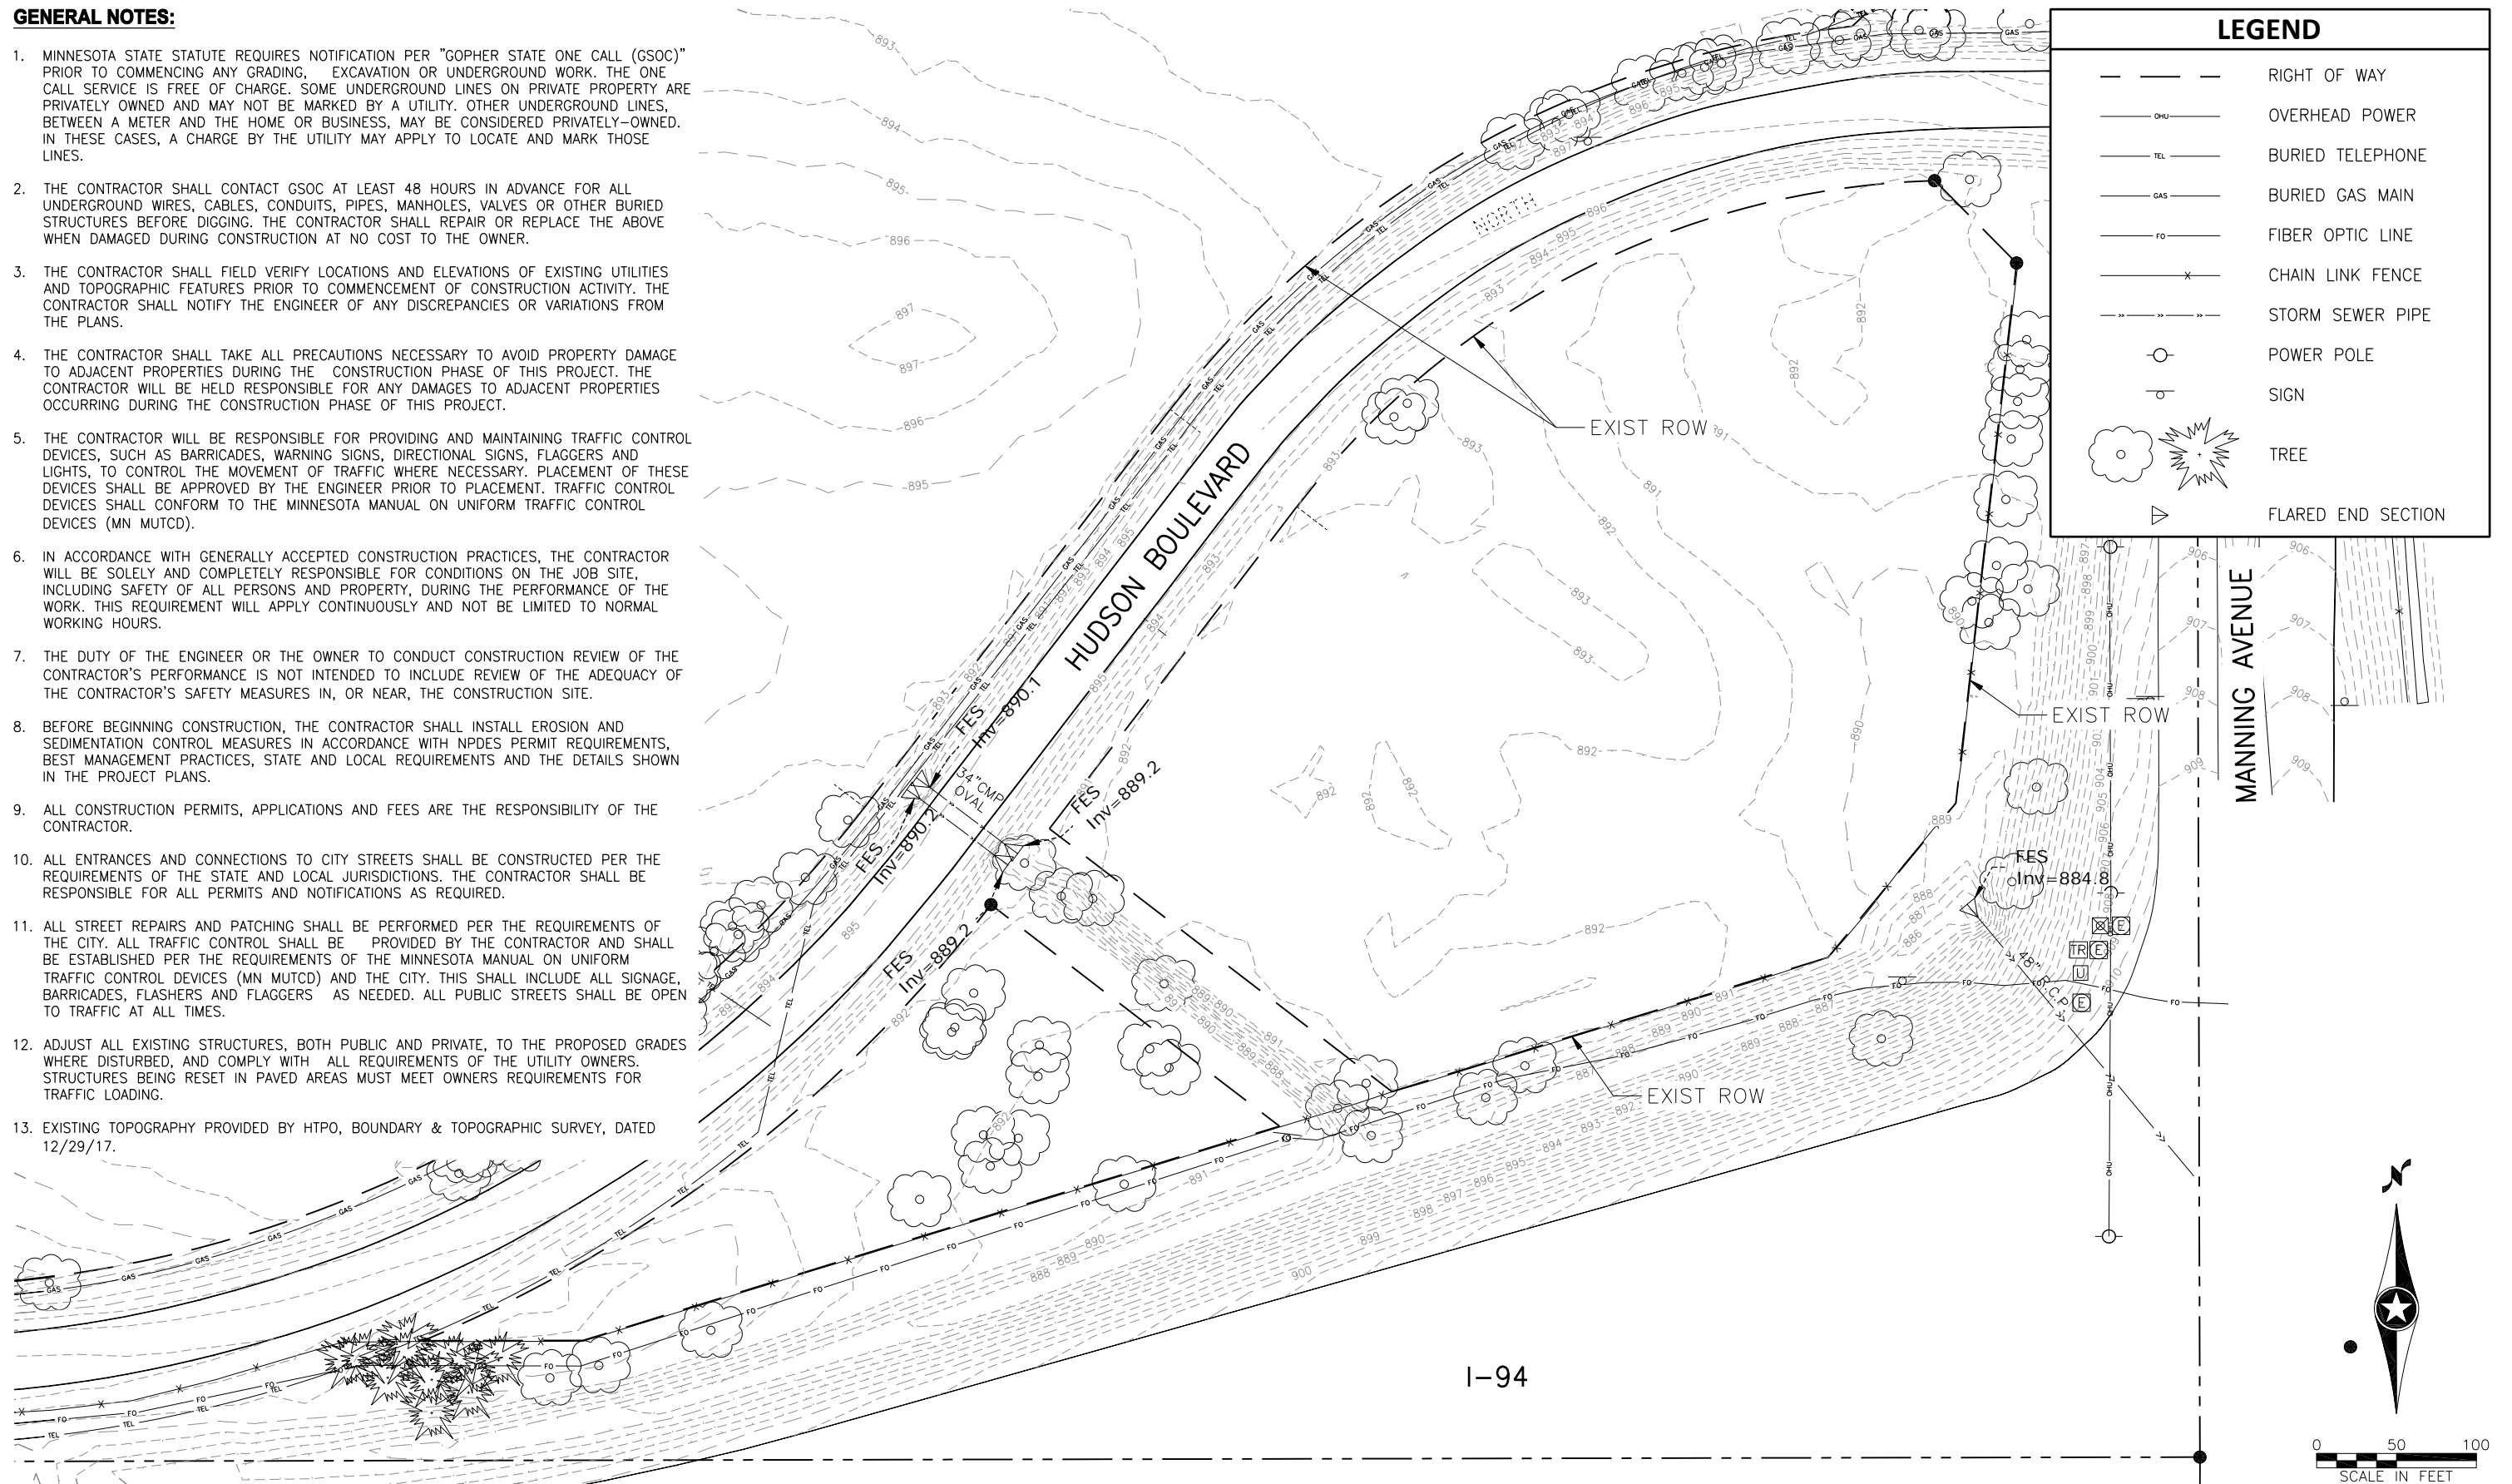 GENERAL NOTES:
1. MINNESOTA STATE STATUTE REQUIRES NOTIFICATION PER "GOPHER STATE ONE CALL (GSOC)"
PRIOR TO COMMENCING ANY GRADING, EXCAVATION OR UNDERGROUND WORK. THE ONE
CALL SERVICE IS FREE OF CHARGE. SOME UNDERGROUND LINES ON PRIVATE PROPERTY ARE
PRIVATELY OWNED AND MAY NOT BE MARKED BY A UTILITY. OTHER UNDERGROUND LINES,
BETWEEN A METER AND THE HOME OR BUSINESS, MAY BE CONSIDERED PRIVATELY-OWNED.
IN THESE CASES, A CHARGE BY THE UTILITY MAY APPLY TO LOCATE AND MARK THOSE
LINES.
2. THE CONTRACTOR SHALL CONTACT GSOC AT LEAST 48 HOURS IN ADVANCE FOR ALL
UNDERGROUND WIRES, CABLES, CONDUITS, PIPES, MANHOLES, VALVES OR OTHER BURIED
STRUCTURES BEFORE DIGGING. THE CONTRACTOR SHALL REPAIR OR REPLACE THE ABOVE
WHEN DAMAGED DURING CONSTRUCTION AT NO COST TO THE OWNER.
3. THE CONTRACTOR SHALL FIELD VERIFY LOCATIONS AND ELEVATIONS OF EXISTING UTILITIES
AND TOPOGRAPHIC FEATURES PRIOR TO COMMENCEMENT OF CONSTRUCTION ACTIVITY. THE
CONTRACTOR SHALL NOTIFY THE ENGINEER OF ANY DISCREPANCIES OR VARIATIONS FROM
THE PLANS.
4. THE CONTRACTOR SHALL TAKE ALL PRECAUTIONS NECESSARY TO AVOID PROPERTY DAMAGE
TO ADJACENT PROPERTIES DURING THE CONSTRUCTION PHASE OF THIS PROJECT. THE
CONTRACTOR WILL BE HELD RESPONSIBLE FOR ANY DAMAGES TO ADJACENT PROPERTIES
OCCURRING DURING THE CONSTRUCTION PHASE OF THIS PROJECT.
5. THE CONTRACTOR WILL BE RESPONSIBLE FOR PROVIDING AND MAINTAINING TRAFFIC CONTROL
DEVICES, SUCH AS BARRICADES, WARNING SIGNS, DIRECTIONAL SIGNS, FLAGGERS AND
LIGHTS, TO CONTROL THE MOVEMENT OF TRAFFIC WHERE NECESSARY. PLACEMENT OF THESE
DEVICES SHALL BE APPROVED BY THE ENGINEER PRIOR TO PLACEMENT. TRAFFIC CONTROL
DEVICES SHALL CONFORM TO THE MINNESOTA MANUAL ON UNIFORM TRAFFIC CONTROL
DEVICES (MN MUTCD).
6. IN ACCORDANCE WITH GENERALLY ACCEPTED CONSTRUCTION PRACTICES, THE CONTRACTOR
WILL BE SOLELY AND COMPLETELY RESPONSIBLE FOR CONDITIONS ON THE JOB SITE,
INCLUDING SAFETY OF ALL PERSONS AND PROPERTY, DURING THE PERFORMANCE OF THE
WORK. THIS REQUIREMENT WILL APPLY CONTINUOUSLY AND NOT BE LIMITED TO NORMAL
WORKING HOURS.
7. THE DUTY OF THE ENGINEER OR THE OWNER TO CONDUCT CONSTRUCTION REVIEW OF THE
CONTRACTOR'S PERFORMANCE IS NOT INTENDED TO INCLUDE REVIEW OF THE ADEQUACY OF
THE CONTRACTOR'S SAFETY MEASURES IN, OR NEAR, THE CONSTRUCTION SITE.
8. BEFORE BEGINNING CONSTRUCTION, THE CONTRACTOR SHALL INSTALL EROSION AND
SEDIMENTATION CONTROL MEASURES IN ACCORDANCE WITH NPDES PERMIT REQUIREMENTS,
BEST MANAGEMENT PRACTICES, STATE AND LOCAL REQUIREMENTS AND THE DETAILS SHOWN
IN THE PROJECT PLANS.
9. ALL CONSTRUCTION PERMITS, APPLICATIONS AND FEES ARE THE RESPONSIBILITY OF THE
CONTRACTOR.
10. ALL ENTRANCES AND CONNECTIONS TO CITY STREETS SHALL BE CONSTRUCTED PER THE
REQUIREMENTS OF THE STATE AND LOCAL JURISDICTIONS. THE CONTRACTOR SHALL BE
RESPONSIBLE FOR ALL PERMITS AND NOTIFICATIONS AS REQUIRED.
11. ALL STREET REPAIRS AND PATCHING SHALL BE PERFORMED PER THE REQUIREMENTS OF
THE CITY. ALL TRAFFIC CONTROL SHALL BE PROVIDED BY THE CONTRACTOR AND SHALL
BE ESTABLISHED PER THE REQUIREMENTS OF THE MINNESOTA MANUAL ON UNIFORM
TRAFFIC CONTROL DEVICES (MN MUTCD) AND THE CITY. THIS SHALL INCLUDE ALL SIGNAGE,
BARRICADES, FLASHERS AND FLAGGERS AS NEEDED. ALL PUBLIC STREETS SHALL BE OPEN
TO TRAFFIC AT ALL TIMES.
12. ADJUST ALL EXISTING STRUCTURES, BOTH PUBLIC AND PRIVATE, TO THE PROPOSED GRADES
WHERE DISTURBED, AND COMPLY WITH ALL REQUIREMENTS OF THE UTILITY OWNERS.
STRUCTURES BEING RESET IN PAVED AREAS MUST MEET OWNERS REQUIREMENTS FOR
TRAFFIC LOADING.
13. EXISTING TOPOGRAPHY PROVIDED BY HTPO, BOUNDARY & TOPOGRAPHIC SURVEY, DATED
12/29/17.
LEGEND
RIGHT OF WAY
OHU OVERHEAD POWER
TEL BURIED TELEPHONE
GAS BURIED GAS MAIN
FO FIBER OPTIC LINE
X CHAIN LINK FENCE
STORM SEWER PIPE
POWER POLE
SIGN
TREE
FLARED END SECTION
893
894
895
896
897
897
896
895
NORTH
EXIST ROW
HUDSON BOULEVARD
FES
Inv=890.1
34"CMP
OVAL
FES
Inv=890.2
FES
Inv=889.2
FES
Inv=889.2
EXIST ROW
MANNING AVENUE
FES
Inv=884.8
48" R.C.P.
E
TR E
U
E
EXIST ROW
I-94
N
0 50 100
SCALE IN FEET